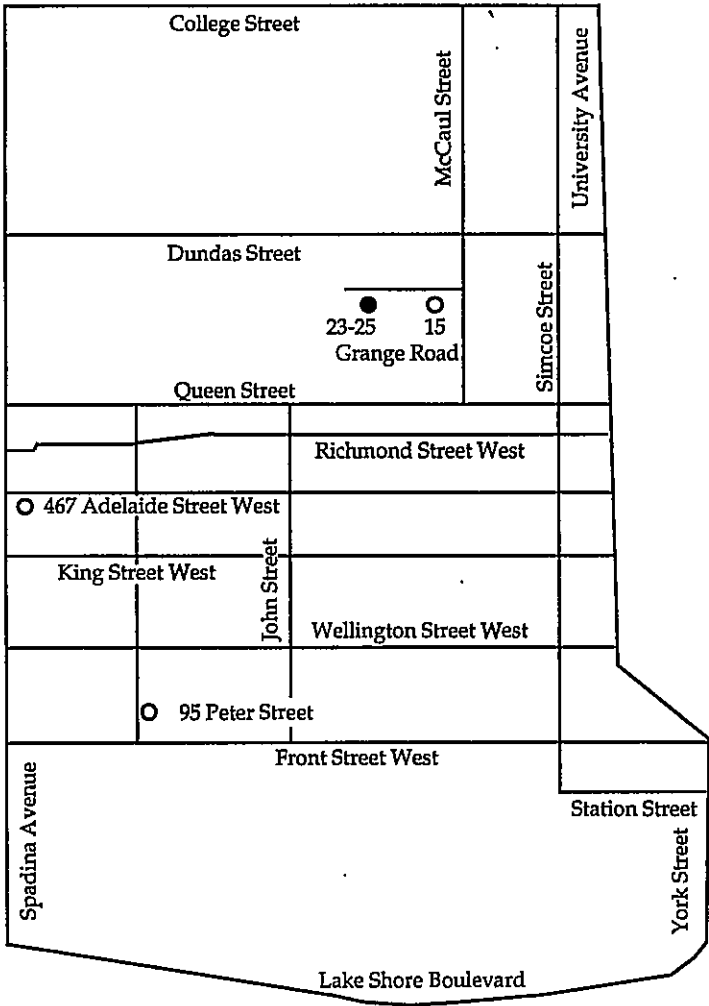 College Street
McCaul Street
University Avenue
Dundas Street
23-25
15
Grange Road
Simcoe Street
Queen Street
Richmond Street West
467 Adelaide Street West
King Street West
John Street
Wellington Street West
95 Peter Street
Front Street West
Spadina Avenue
Station Street
York Street
Lake Shore Boulevard